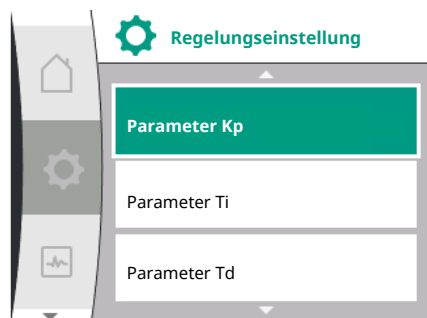 Regelungseinstellung
Parameter Kp
Parameter Ti
Parameter Td